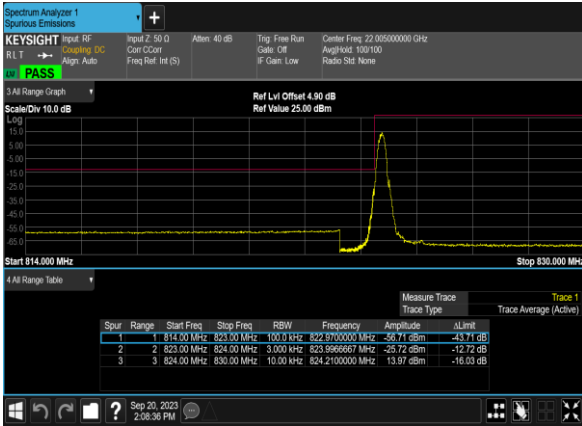 Spectrum Analyzer 1
Spurious Emissions
+
KEYSIGHT Input: RF Input Z: 50 Ω Atten: 40 dB Trig: Free Run Center Freq: 22.005000000 GHz
RLT Coupling: DC Corr CCorr Gate: Off Avg|Hold: 100/100
Align: Auto Freq Ref: Int (S) IF Gain: Low Radio Std: None
LNI PASS
3 All Range Graph
Ref Lvl Offset 4.90 dB
Scale/Div 10.0 dB Ref Value 25.00 dBm
Log
15.0
5.00
-5.00
-15.0
-25.0
-35.0
-45.0
-55.0
-65.0
Start 814.000 MHz Stop 830.000 MHz
4 All Range Table
Measure Trace Trace 1
Trace Type Trace Average (Active)
Spur Range Start Freq Stop Freq RBW Frequency Amplitude ΔLimit
1 1 814.00 MHz 823.00 MHz 100.0 kHz 822.9700000 MHz -56.71 dBm -43.71 dB
2 2 823.00 MHz 824.00 MHz 3.000 kHz 823.9966667 MHz -25.72 dBm -12.72 dB
3 3 824.00 MHz 830.00 MHz 10.00 kHz 824.2100000 MHz 13.97 dBm -16.03 dB
?
Sep 20, 2023
2:08:36 PM